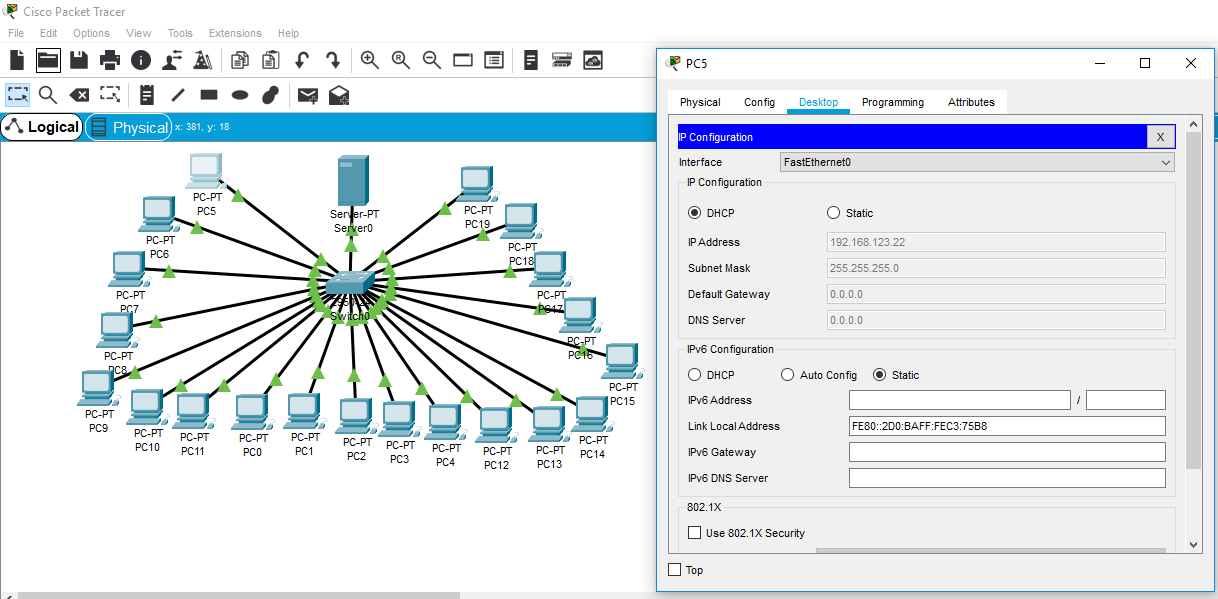 Cisco Packet Tracer
File Edit Options View Tools Extensions Help
Logical Physical x: 381, y: 18
PC-PT
PC5
PC-PT
PC6
PC-PT
PC7
PC-PT
PC8
PC-PT
PC9
PC-PT
PC10
PC-PT
PC11
PC-PT
PC0
PC-PT
PC1
PC-PT
PC2
PC-PT
PC3
PC-PT
PC4
PC-PT
PC12
PC-PT
PC13
PC-PT
PC14
PC-PT
PC15
PC-PT
PC16
PC-PT
PC17
PC-PT
PC18
PC-PT
PC19
Server-PT
Server0
Switch0
PC5
Physical Config Desktop Programming Attributes
IP Configuration X
Interface FastEthernet0
IP Configuration
DHCP Static
IP Address 192.168.123.22
Subnet Mask 255.255.255.0
Default Gateway 0.0.0.0
DNS Server 0.0.0.0
IPv6 Configuration
DHCP Auto Config Static
IPv6 Address /
Link Local Address FE80::2D0:BAFF:FEC3:75B8
IPv6 Gateway
IPv6 DNS Server
802.1X
Use 802.1X Security
Top